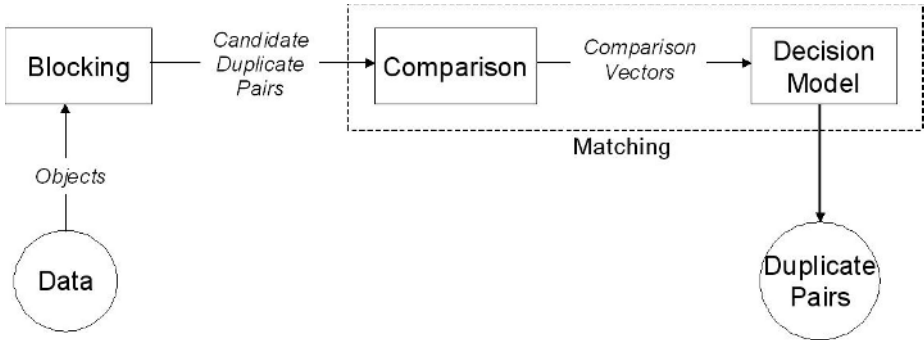 Blocking
Candidate
Duplicate
Pairs
Comparison
Comparison
Vectors
Decision
Model
Matching
Objects
Data
Duplicate
Pairs